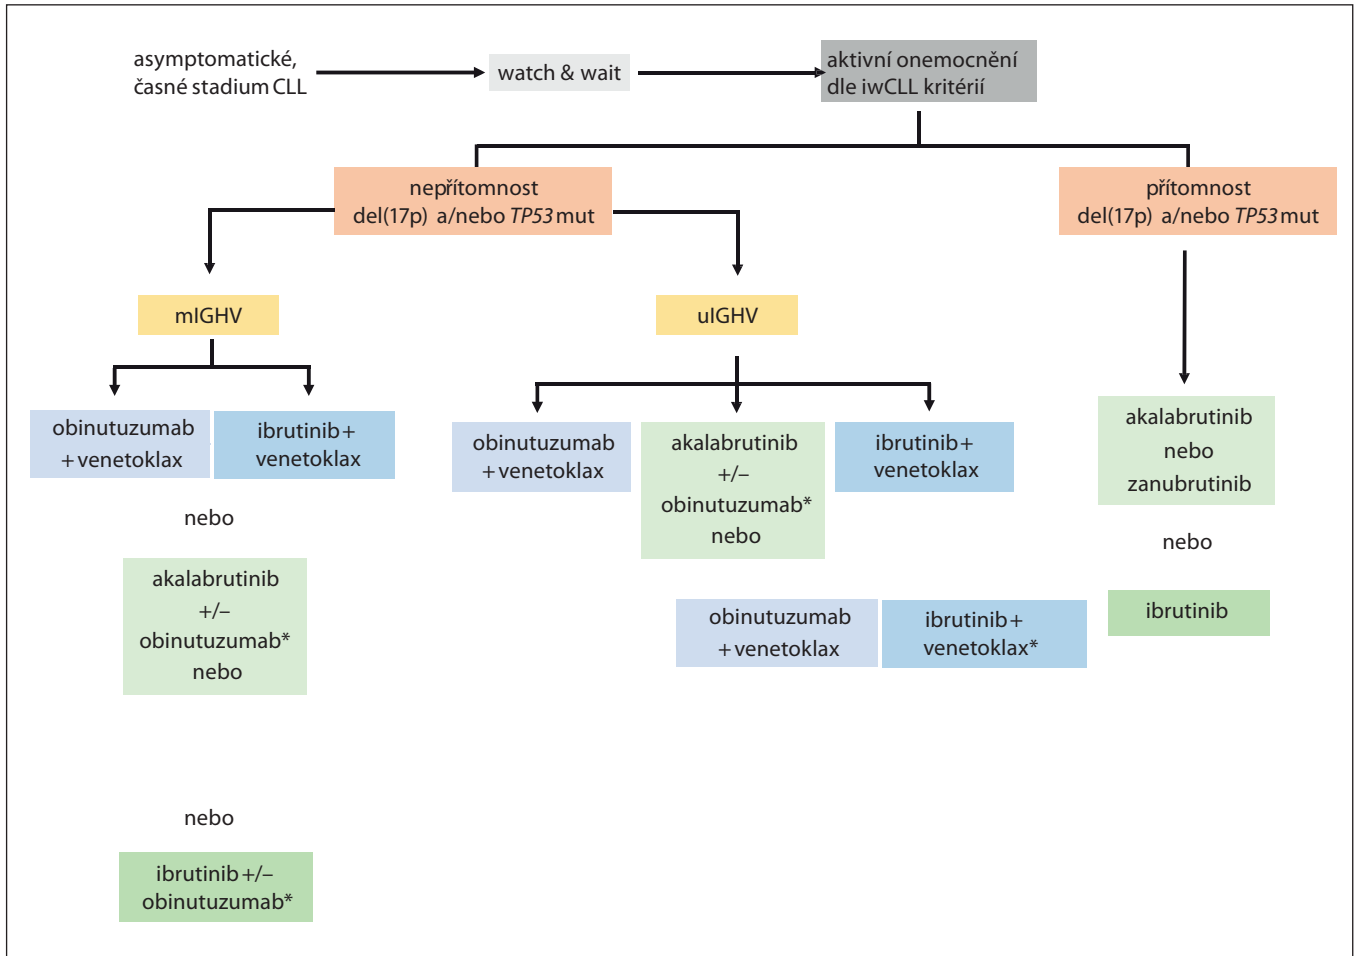 asymptomatické,
časné stadium CLL
watch & wait
aktivní onemocnění
dle iwCLL kritérií
nepřítomnost
del(17p) a/nebo TP53 mut
přítomnost
del(17p) a/nebo TP53 mut
mIGHV
uIGHV
obinutuzumab
+ venetoklax
ibrutinib +
venetoklax
nebo
akalabrutinib
+/–
obinutuzumab*
nebo
nebo
ibrutinib +/–
obinutuzumab*
obinutuzumab
+ venetoklax
akalabrutinib
+/–
obinutuzumab*
nebo
ibrutinib +
venetoklax
obinutuzumab
+ venetoklax
ibrutinib +
venetoklax*
akalabrutinib
nebo
zanubrutinib
nebo
ibrutinib